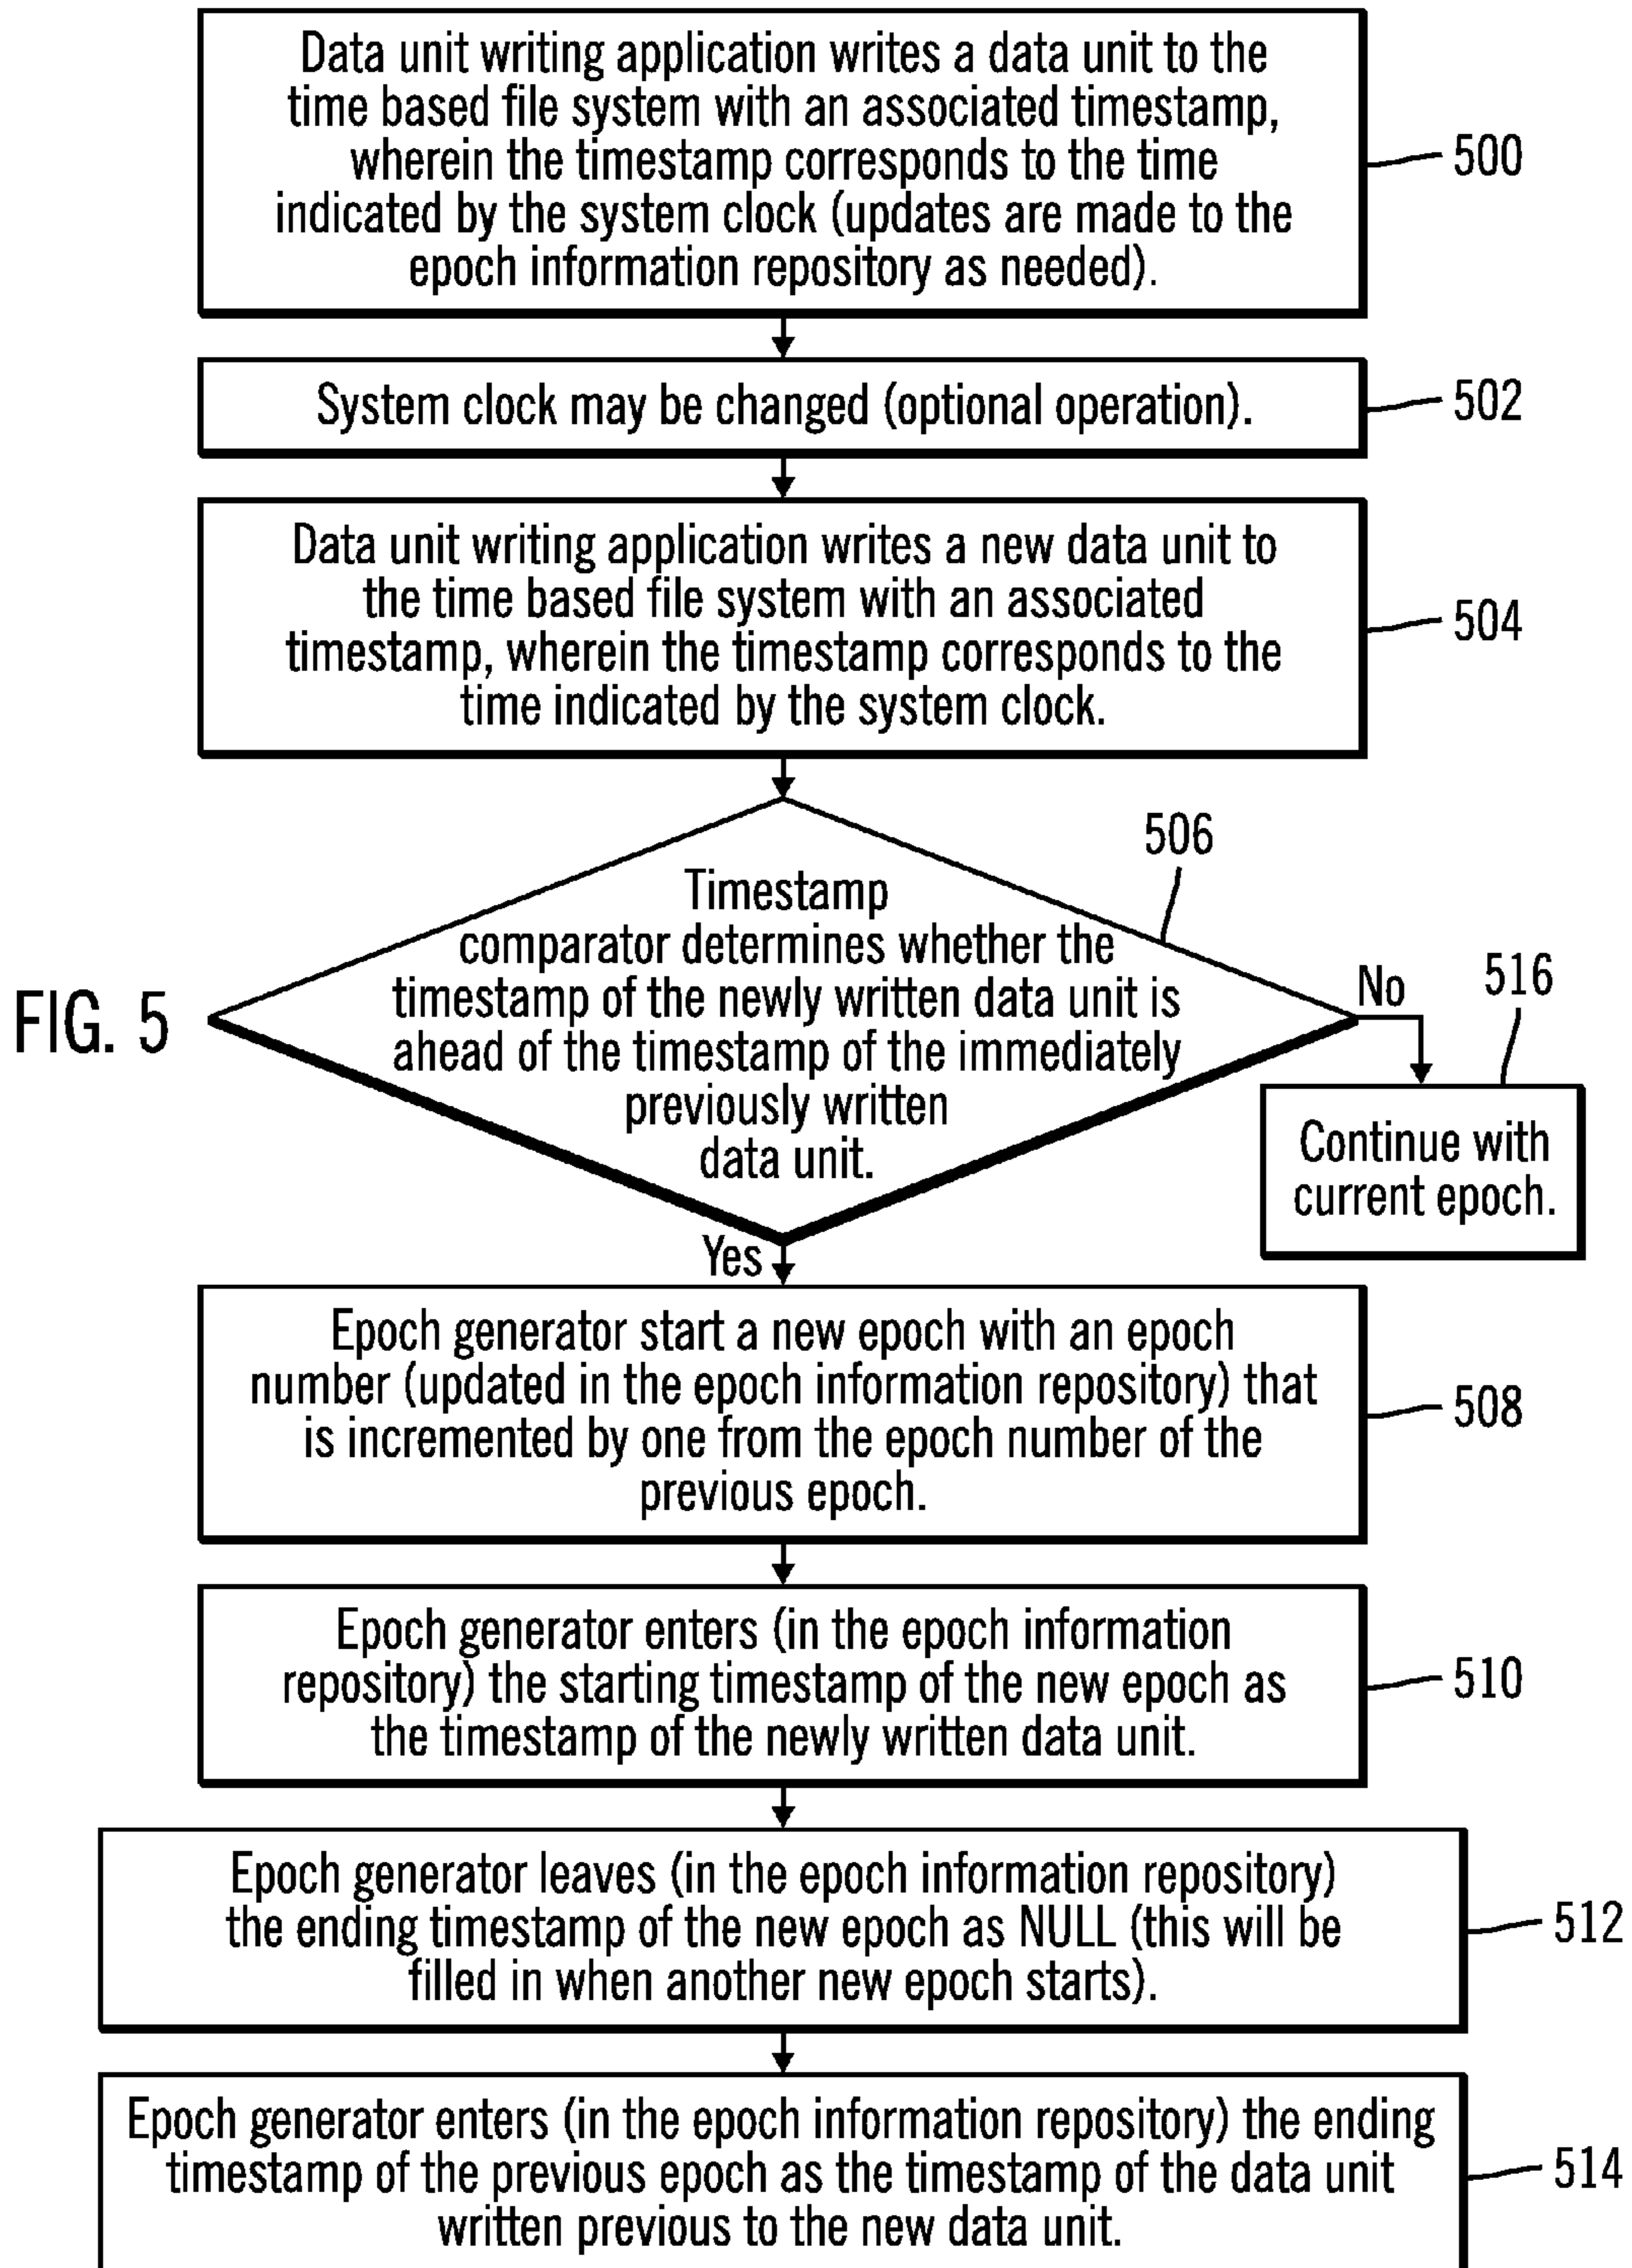 Data unit writing application writes a data unit to the
time based file system with an associated timestamp,
wherein the timestamp corresponds to the time
indicated by the system clock (updates are made to the
epoch information repository as needed).
500
System clock may be changed (optional operation).
502
Data unit writing application writes a new data unit to
the time based file system with an associated
timestamp, wherein the timestamp corresponds to the
time indicated by the system clock.
504
506
Timestamp
comparator determines whether the
timestamp of the newly written data unit is
ahead of the timestamp of the immediately
previously written
data unit.
FIG. 5
No
516
Continue with
current epoch.
Yes
Epoch generator start a new epoch with an epoch
number (updated in the epoch information repository) that
is incremented by one from the epoch number of the
previous epoch.
508
Epoch generator enters (in the epoch information
repository) the starting timestamp of the new epoch as
the timestamp of the newly written data unit.
510
Epoch generator leaves (in the epoch information repository)
the ending timestamp of the new epoch as NULL (this will be
filled in when another new epoch starts).
512
Epoch generator enters (in the epoch information repository) the ending
timestamp of the previous epoch as the timestamp of the data unit
written previous to the new data unit.
514